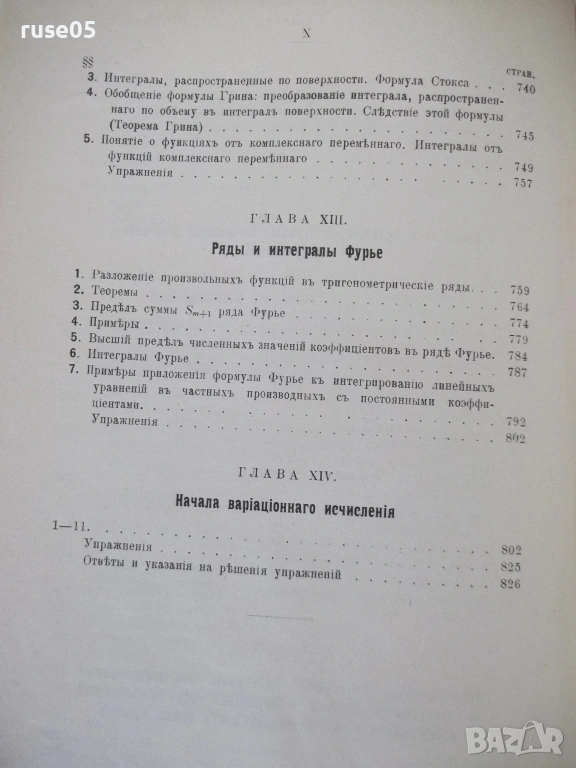 ruse05
X
§§
СТРАН.
3. Интегралы, распространенные по поверхности. Формула Стокса . . . 740
4. Обобщение формулы Грина: преобразованіе интеграла, распространен-
наго по объему въ интегралъ поверхности. Слѣдствіе этой формулы
(Теорема Грина) . . . . . . . . . . 745
5. Понятіе о функціяхъ отъ комплекснаго перемѣннаго. Интегралы отъ
функцій комплекснаго перемѣннаго . . . . . . . . . . 749
Упражненія . . . . . . . . . . 757
ГЛАВА XIII.
Ряды и интегралы Фурье
1. Разложеніе произвольныхъ функцій въ тригонометрическіе ряды. . . . 759
2. Теоремы . . . . . . . . . . 764
3. Предѣлъ суммы Sm+1 ряда Фурье . . . . . . . . . . 774
4. Примѣры . . . . . . . . . . 779
5. Высшій предѣлъ численныхъ значеній коэффиціентовъ въ рядѣ Фурье. 784
6. Интегралы Фурье . . . . . . . . . . 787
7. Примѣры приложенія формулы Фурье къ интегрированію линейныхъ
уравненій въ частныхъ производныхъ съ постоянными коэффи-
ціентами. . . . . . . . . . 792
Упражненія . . . . . . . . . . 802
ГЛАВА XIV.
Начала варіаціоннаго исчисленія
1—11. . . . . . . . . . 802
Упражненія . . . . . . . . . . 825
Отвѣты и указанія на рѣшенія упражненій . . . . . . . . . . 826
BAZAR